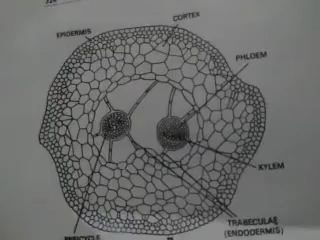 CORTEX
EPIDERMIS
PHLOEM
XYLEM
TRABECULAE
(ENDODERMIS)
PERICYCLE